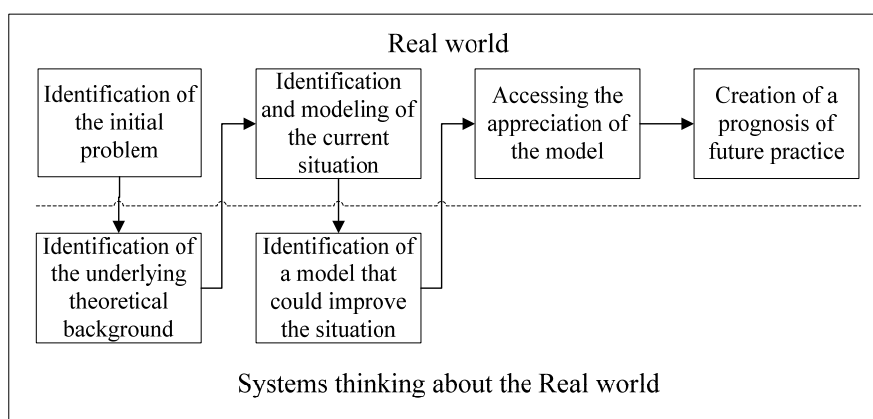 Real world
Identification of
the initial
problem
Identification
and modeling of
the current
situation
Accessing the
appreciation of
the model
Creation of a
prognosis of
future practice
Identification of
the underlying
theoretical
background
Identification of
a model that
could improve
the situation
Systems thinking about the Real world